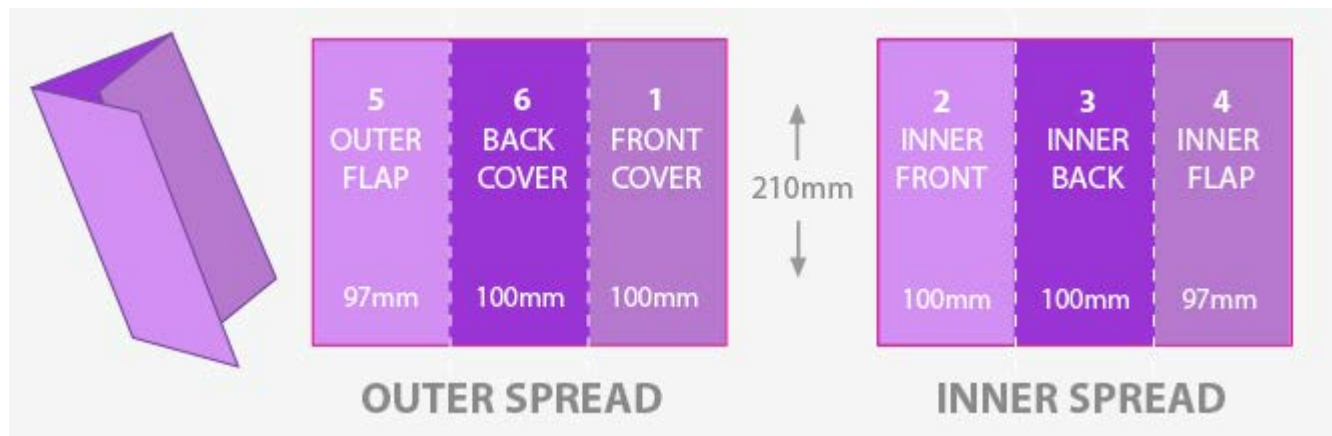 5
OUTER
FLAP
97mm
6
BACK
COVER
100mm
1
FRONT
COVER
100mm
OUTER SPREAD
210mm
2
INNER
FRONT
100mm
3
INNER
BACK
100mm
4
INNER
FLAP
97mm
INNER SPREAD